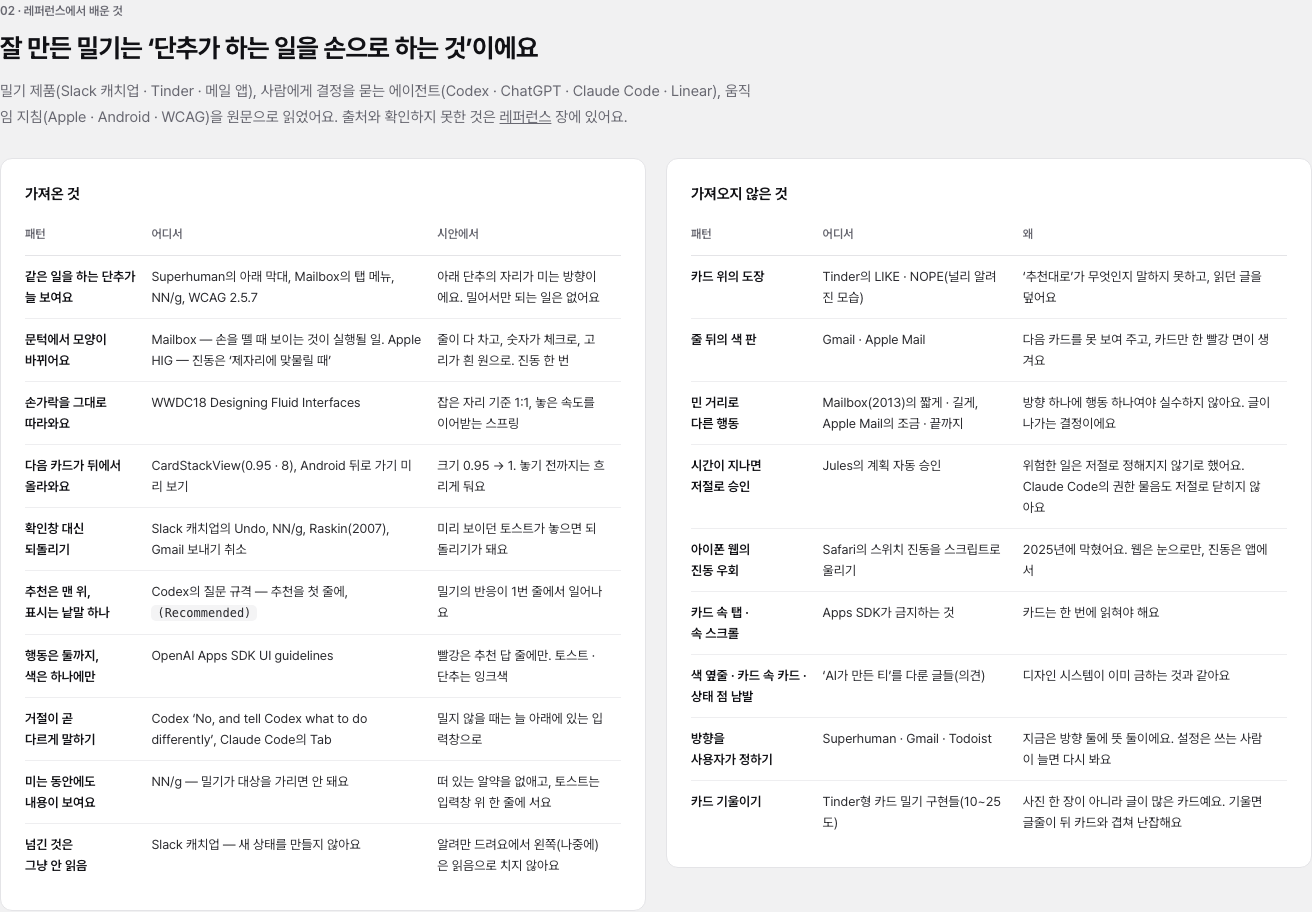 02 · 레퍼런스에서 배운 것
잘 만든 밀기는 ‘단추가 하는 일을 손으로 하는 것’이에요
밀기 제품(Slack 캐치업 · Tinder · 메일 앱), 사람에게 결정을 묻는 에이전트(Codex · ChatGPT · Claude Code · Linear), 움직
임 지침(Apple · Android · WCAG)을 원문으로 읽었어요. 출처와 확인하지 못한 것은 레퍼런스 장에 있어요.
가져온 것
패턴 어디서 시안에서
같은 일을 하는 단추가 Superhuman의 아래 막대, Mailbox의 탭 메뉴, 아래 단추의 자리가 미는 방향이
늘 보여요 NN/g, WCAG 2.5.7 에요. 밀어서만 되는 일은 없어요
문턱에서 모양이 Mailbox — 손을 뗄 때 보이는 것이 실행될 일. Apple 줄이 다 차고, 숫자가 체크로, 고
바뀌어요 HIG — 진동은 ‘제자리에 맞물릴 때’ 리가 흰 원으로. 진동 한 번
손가락을 그대로 WWDC18 Designing Fluid Interfaces 잡은 자리 기준 1:1, 놓은 속도를
따라와요 이어받는 스프링
다음 카드가 뒤에서 CardStackView(0.95 · 8), Android 뒤로 가기 미 크기 0.95 → 1. 놓기 전까지는 흐
올라와요 리 보기 리게 둬요
확인창 대신 Slack 캐치업의 Undo, NN/g, Raskin(2007), 미리 보이던 토스트가 놓으면 되
되돌리기 Gmail 보내기 취소 돌리기가 돼요
추천은 맨 위, Codex의 질문 규격 — 추천을 첫 줄에, 밀기의 반응이 1번 줄에서 일어나
표시는 낱말 하나 (Recommended) 요
행동은 둘까지, OpenAI Apps SDK UI guidelines 빨강은 추천 답 줄에만. 토스트 ·
색은 하나에만 단추는 잉크색
거절이 곧 Codex ‘No, and tell Codex what to do 밀지 않을 때는 늘 아래에 있는 입
다르게 말하기 differently’, Claude Code의 Tab 력창으로
미는 동안에도 NN/g — 밀기가 대상을 가리면 안 돼요 떠 있는 알약을 없애고, 토스트는
내용이 보여요 입력창 위 한 줄에 서요
넘긴 것은 Slack 캐치업 — 새 상태를 만들지 않아요 알려만 드려요에서 왼쪽(나중에)
그냥 안 읽음 은 읽음으로 치지 않아요
가져오지 않은 것
패턴 어디서 왜
카드 위의 도장 Tinder의 LIKE · NOPE(널리 알려 ‘추천대로’가 무엇인지 말하지 못하고, 읽던 글을
진 모습) 덮어요
줄 뒤의 색 판 Gmail · Apple Mail 다음 카드를 못 보여 주고, 카드만 한 빨강 면이 생
겨요
민 거리로 Mailbox(2013)의 짧게 · 길게, 방향 하나에 행동 하나여야 실수하지 않아요. 글이
다른 행동 Apple Mail의 조금 · 끝까지 나가는 결정이에요
시간이 지나면 Jules의 계획 자동 승인 위험한 일은 저절로 정해지지 않기로 했어요.
저절로 승인 Claude Code의 권한 물음도 저절로 닫히지 않
아요
아이폰 웹의 Safari의 스위치 진동을 스크립트로 2025년에 막혔어요. 웹은 눈으로만, 진동은 앱에
진동 우회 울리기 서
카드 속 탭 · Apps SDK가 금지하는 것 카드는 한 번에 읽혀야 해요
속 스크롤
색 옆줄 · 카드 속 카드 · ‘AI가 만든 티’를 다룬 글들(의견) 디자인 시스템이 이미 금하는 것과 같아요
상태 점 남발
방향을 Superhuman · Gmail · Todoist 지금은 방향 둘에 뜻 둘이에요. 설정은 쓰는 사람
사용자가 정하기 이 늘면 다시 봐요
카드 기울이기 Tinder형 카드 밀기 구현들(10~25 사진 한 장이 아니라 글이 많은 카드예요. 기울면
도) 글줄이 뒤 카드와 겹쳐 난잡해요